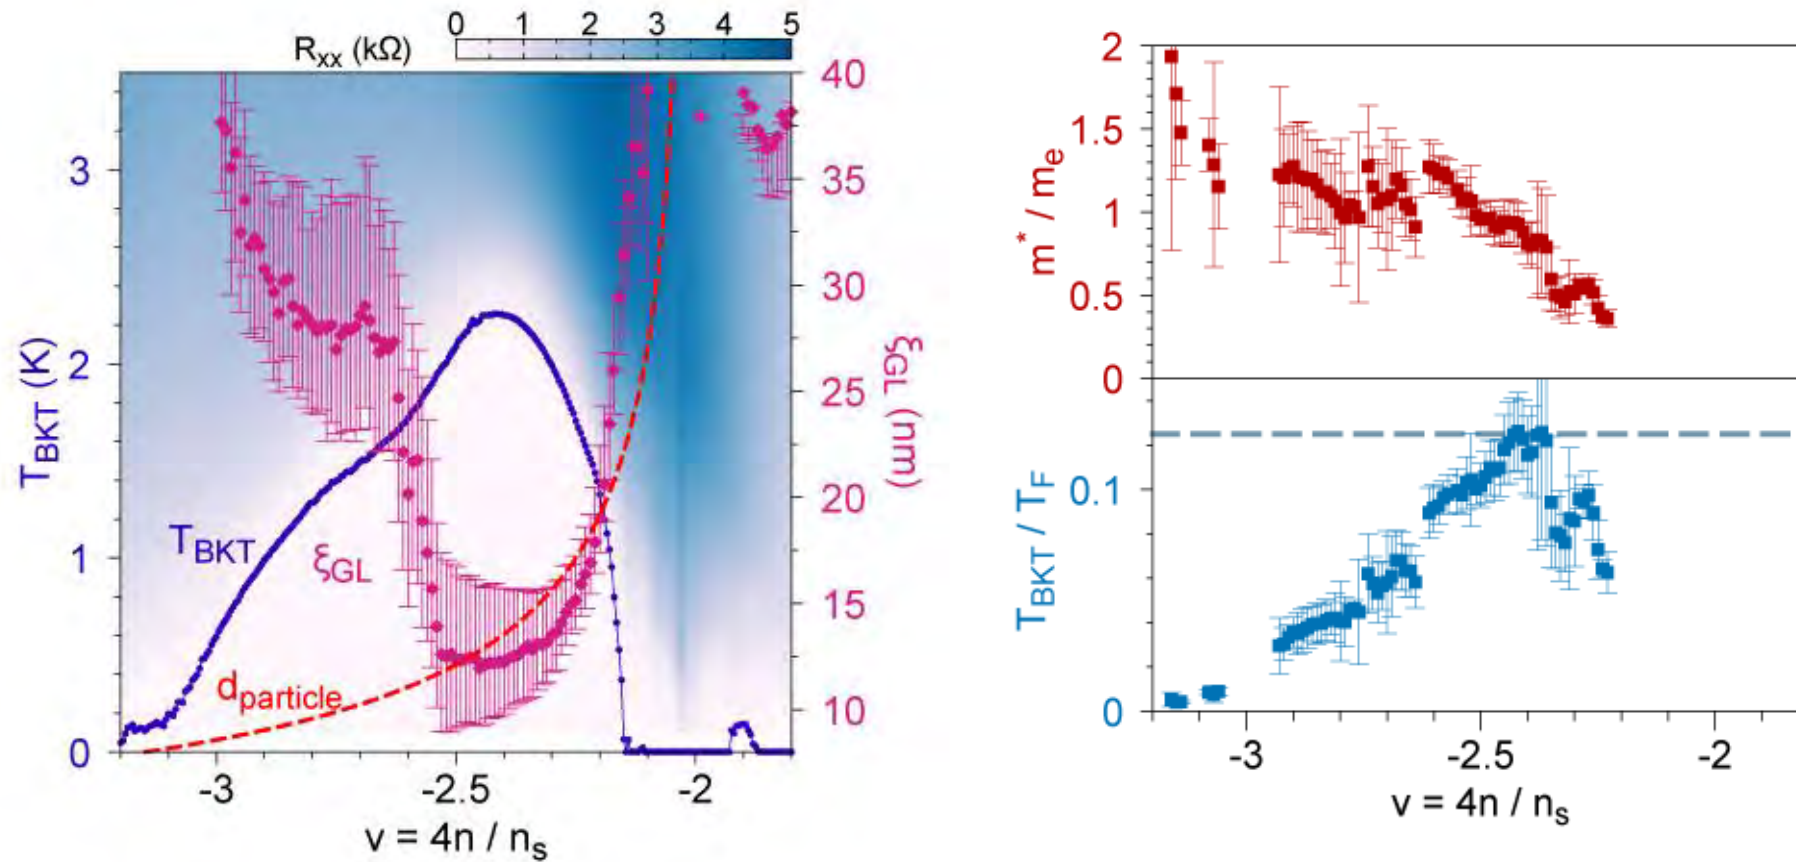 0 1 2 3 4 5
Rxx (kΩ)
40
35
30
25
20
15
10
ξGL (nm)
3
2
1
0
TBKT (K)
TBKT
ξGL
dparticle
-3 -2.5 -2
v = 4n / ns
2
1.5
1
0.5
0
m* / me
0.1
0
TBKT / TF
-3 -2.5 -2
v = 4n / ns